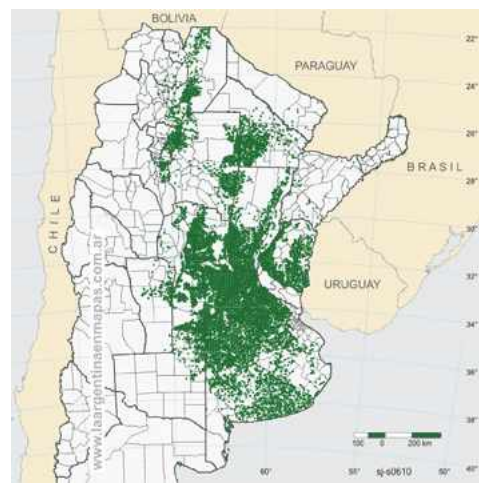 BOLIVIA
22°
PARAGUAY
24°
26°
BRASIL
28°
CHILE
30°
URUGUAY
32°
34°
www.laargentinaenmapas.com.ar
36°
38°
100 0 200 km
60° 55° sj-s0610 50° 40°